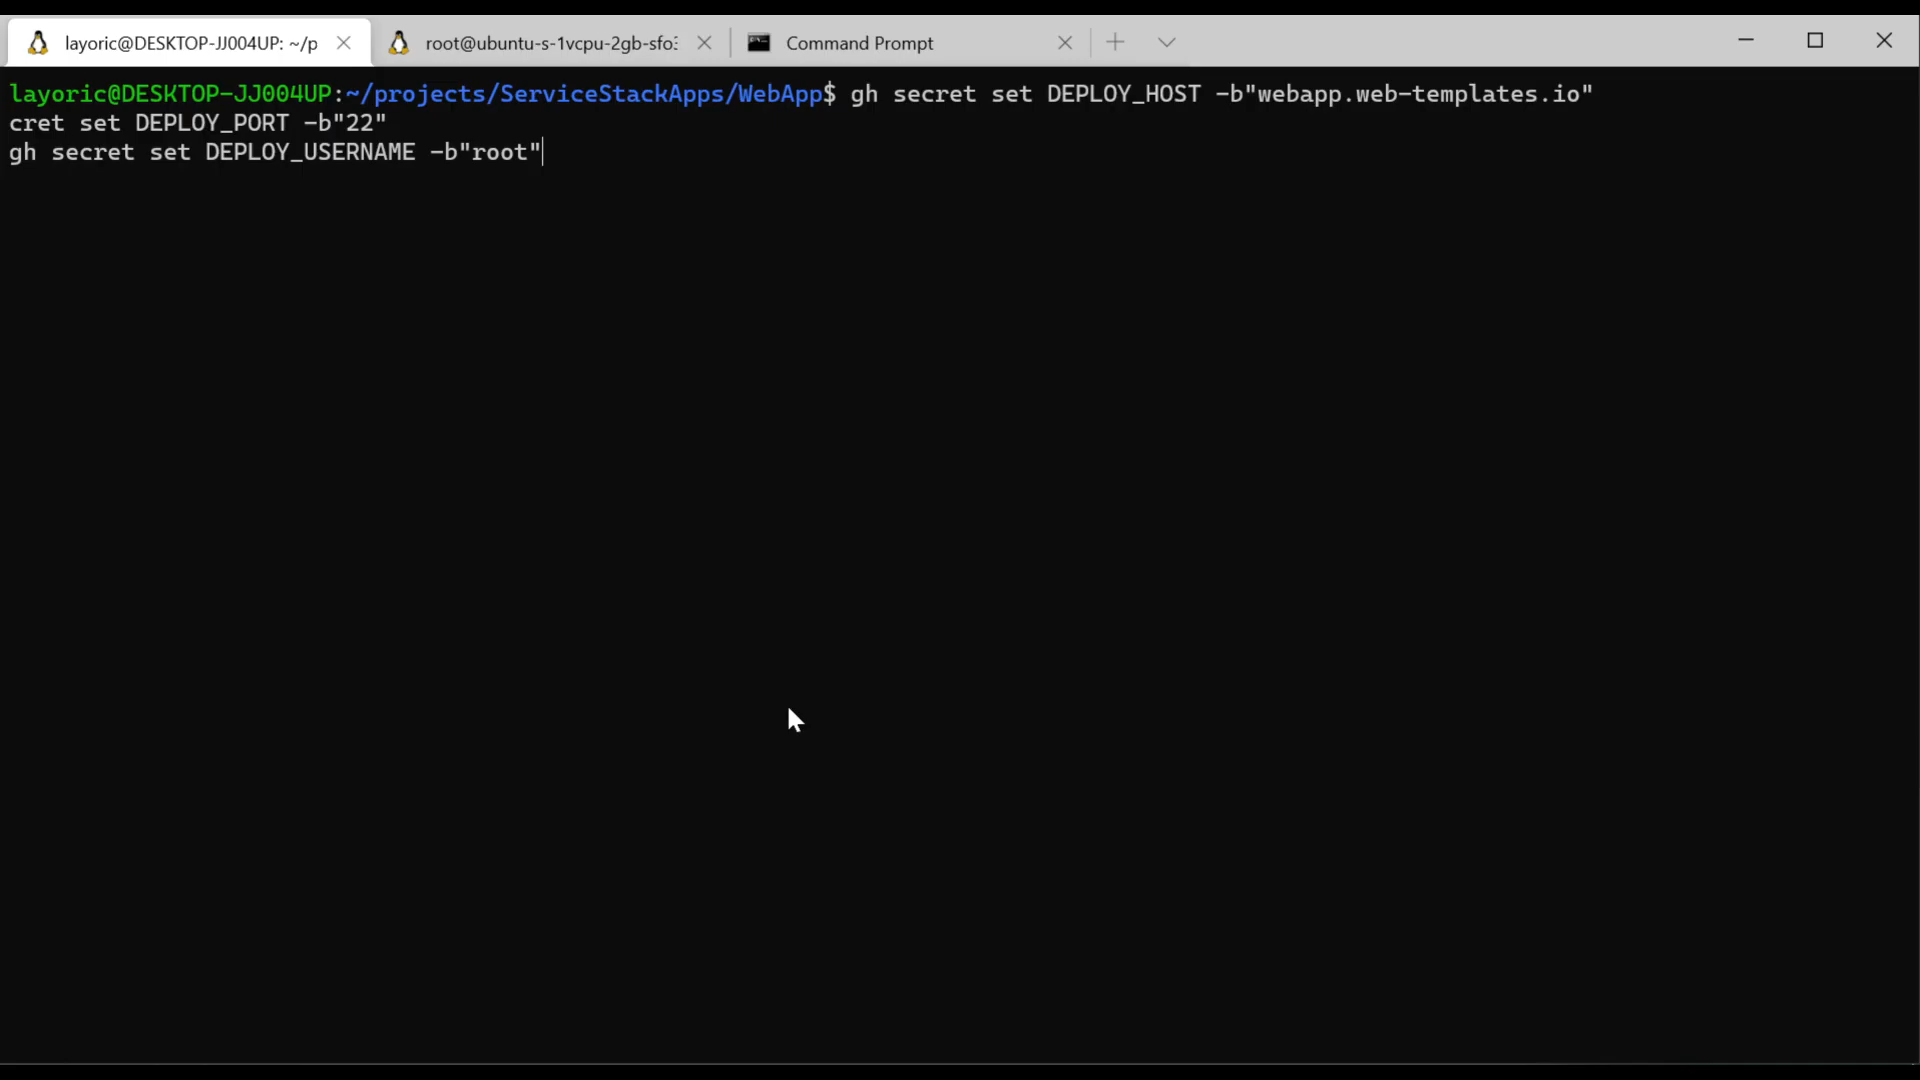 layoric@DESKTOP-JJ004UP: ~/p
root@ubuntu-s-1vcpu-2gb-sfo3
Command Prompt
layoric@DESKTOP-JJ004UP:~/projects/ServiceStackApps/WebApp$ gh secret set DEPLOY_HOST -b"webapp.web-templates.io"
cret set DEPLOY_PORT -b"22"
gh secret set DEPLOY_USERNAME -b"root"